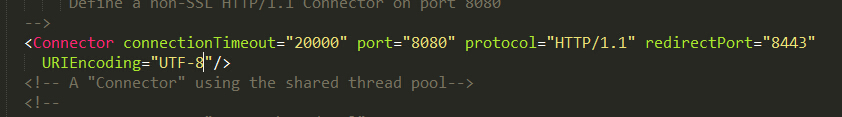 Define a non-SSL HTTP/1.1 Connector on port 8080
-->
<Connector connectionTimeout="20000" port="8080" protocol="HTTP/1.1" redirectPort="8443"
URIEncoding="UTF-8"/>
<!-- A "Connector" using the shared thread pool-->
<!--